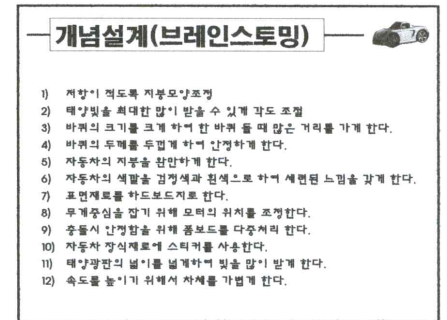 개념설계(브레인스토밍)
1) 저항이 적도록 지붕모양조정
2) 태양빛을 최대한 많이 받을 수 있게 각도 조절
3) 바퀴의 크기를 크게 하여 한 바퀴 돌 때 많은 거리를 가게 한다.
4) 바퀴의 두께를 두껍게 하여 안정하게 한다.
5) 자동차의 지붕을 완만하게 한다.
6) 자동차의 색깔을 검정색과 흰색으로 하여 세련된 느낌을 갖게 한다.
7) 표면재료를 하드보드지로 한다.
8) 무게중심을 잡기 위해 모터의 위치를 조정한다.
9) 충돌시 안정함을 위해 폼보드를 다중처리 한다.
10) 자동차 장식재료에 스티커를 사용한다.
11) 태양광판의 넓이를 넓게하여 빛을 많이 받게 한다.
12) 속도를 높이기 위해서 차체를 가볍게 한다.